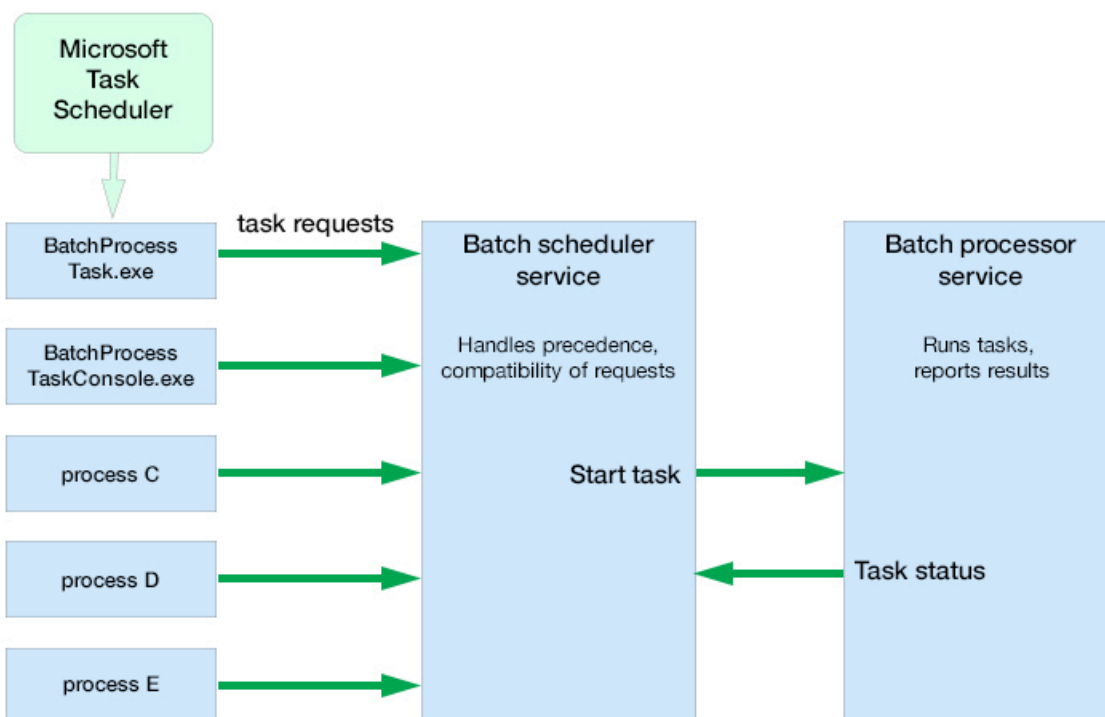 Microsoft
Task
Scheduler
task requests
BatchProcess
Task.exe
Batch scheduler
service
Batch processor
service
BatchProcess
TaskConsole.exe
Handles precedence,
compatibility of requests
Runs tasks,
reports results
process C
Start task
process D
Task status
process E